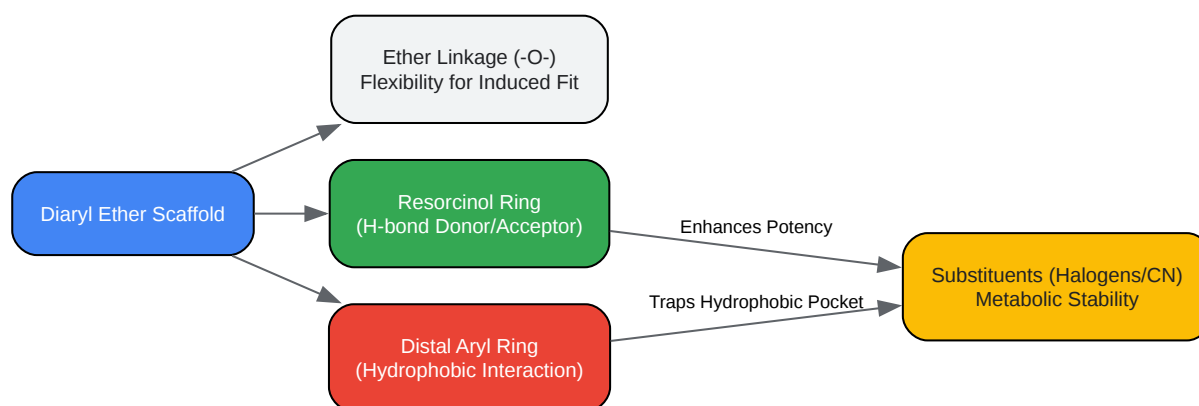 Ether Linkage (-O-)
Flexibility for Induced Fit
Diaryl Ether Scaffold
Resorcinol Ring
(H-bond Donor/Acceptor)
Enhances Potency
Substituents (Halogens/CN)
Metabolic Stability
Traps Hydrophobic Pocket
Distal Aryl Ring
(Hydrophobic Interaction)